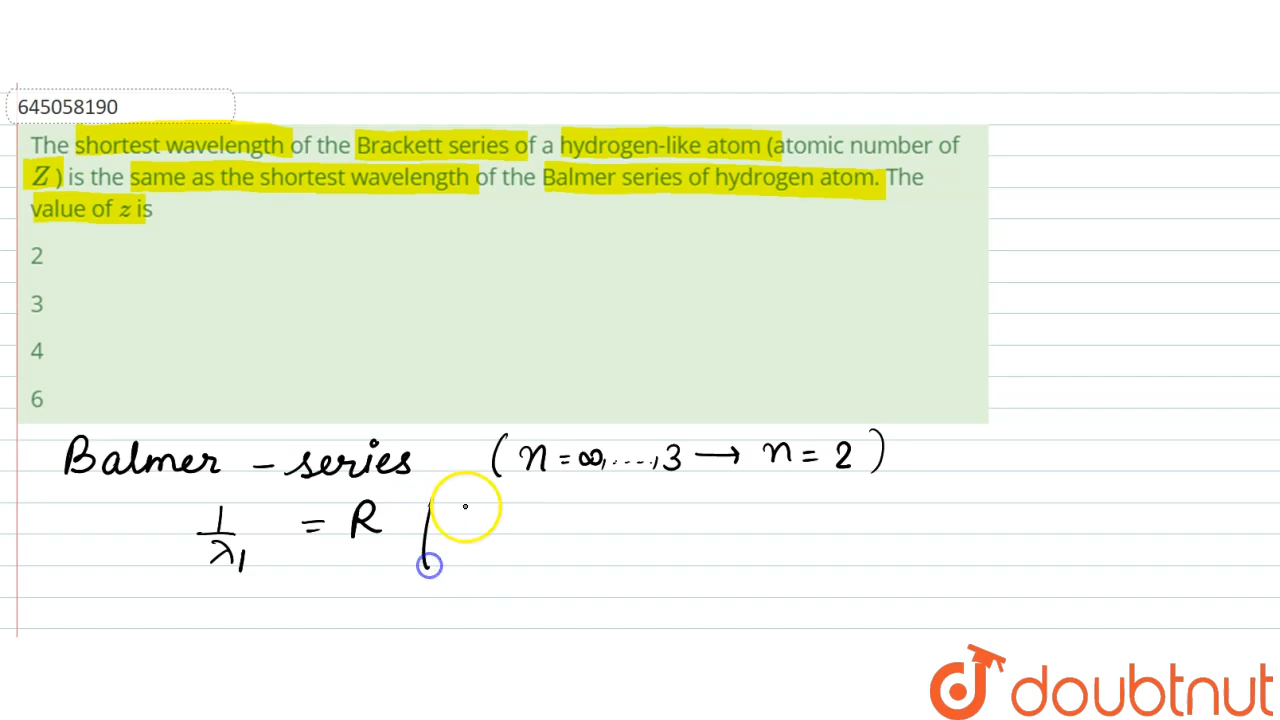 645058190
The shortest wavelength of the Brackett series of a hydrogen-like atom (atomic number of
Z ) is the same as the shortest wavelength of the Balmer series of hydrogen atom. The
value of z is
2
3
4
6
Balmer - series ( n = ∞, ...., 3 → n = 2 )
1/λ1 = R (
doubtnut